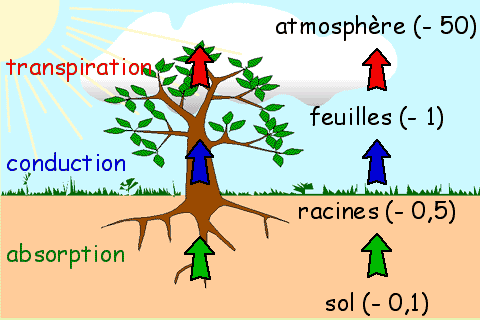 atmosphère (- 50)
transpiration
feuilles (- 1)
conduction
racines (- 0,5)
absorption
sol (- 0,1)